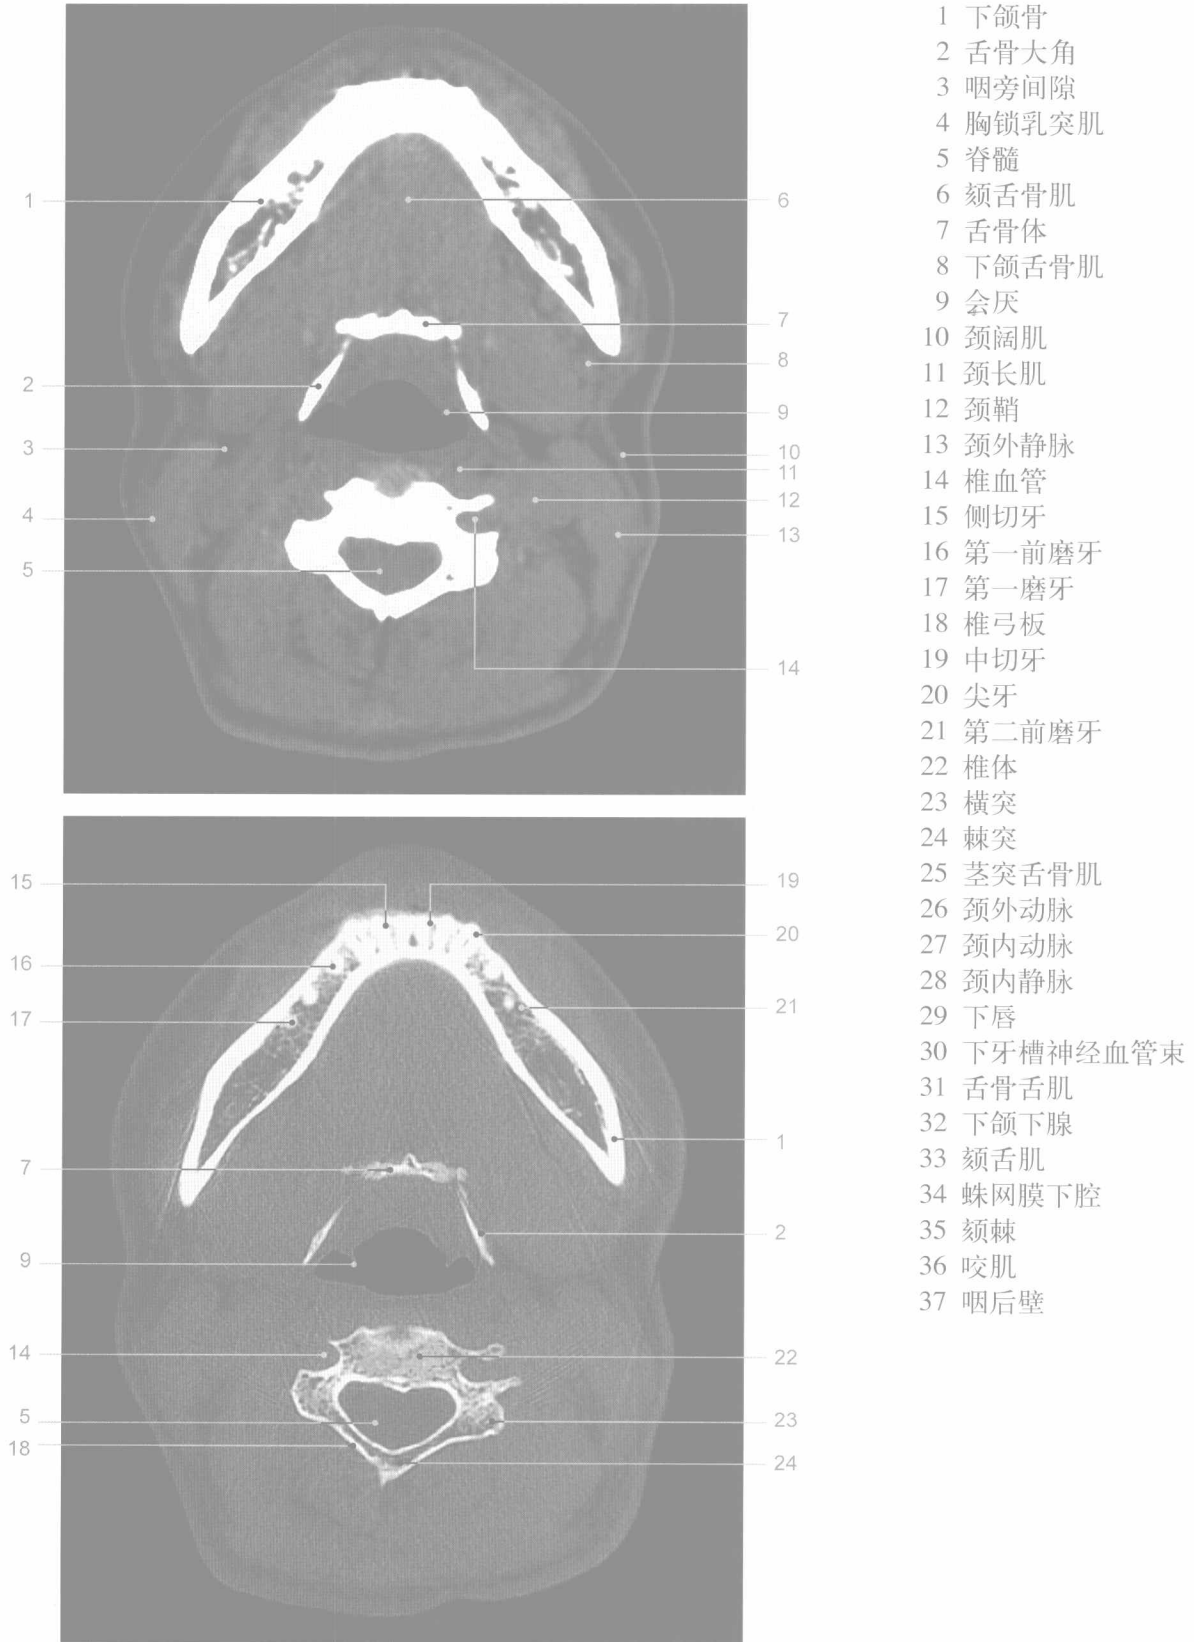 1 下颌骨
2 舌骨大角
3 咽旁间隙
4 胸锁乳突肌
5 脊髓
6 颏舌骨肌
7 舌骨体
8 下颌舌骨肌
9 会厌
10 颈阔肌
11 颈长肌
12 颈鞘
13 颈外静脉
14 椎血管
15 侧切牙
16 第一前磨牙
17 第一磨牙
18 椎弓板
19 中切牙
20 尖牙
21 第二前磨牙
22 椎体
23 横突
24 棘突
25 茎突舌骨肌
26 颈外动脉
27 颈内动脉
28 颈内静脉
29 下唇
30 下牙槽神经血管束
31 舌骨舌肌
32 下颌下腺
33 颏舌肌
34 蛛网膜下腔
35 颏棘
36 咬肌
37 咽后壁
1
2
3
4
5
6
7
8
9
10
11
12
13
14
15
16
17
7
9
14
5
18
19
20
21
1
2
22
23
24